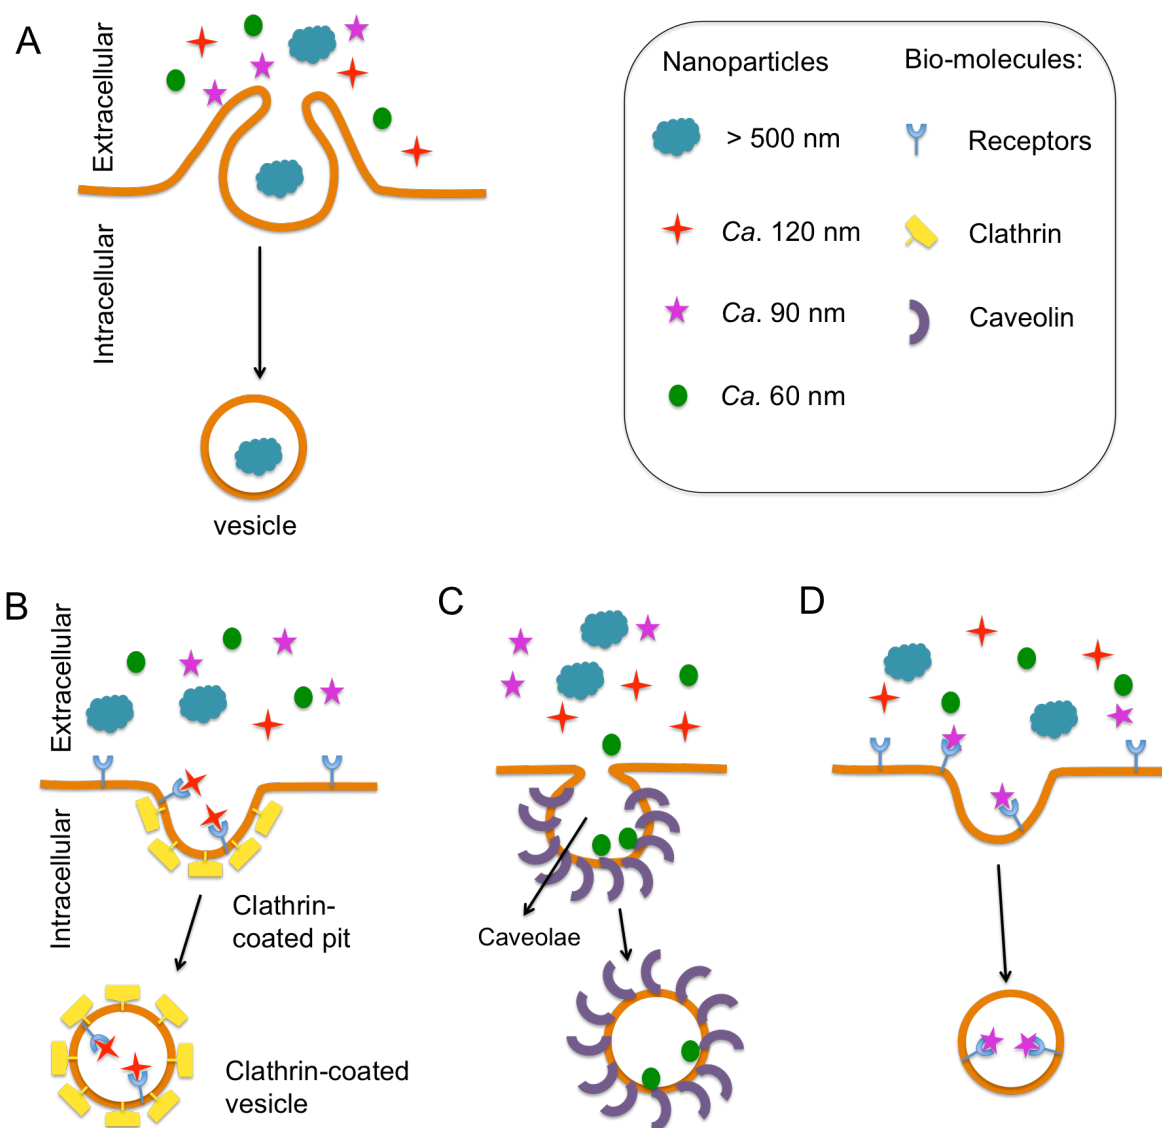 A
Extracellular
Intracellular
vesicle
Nanoparticles
Bio-molecules:
> 500 nm
Receptors
Ca. 120 nm
Clathrin
Ca. 90 nm
Caveolin
Ca. 60 nm
B
Extracellular
Intracellular
Clathrin-
coated pit
Clathrin-coated
vesicle
C
Caveolae
D